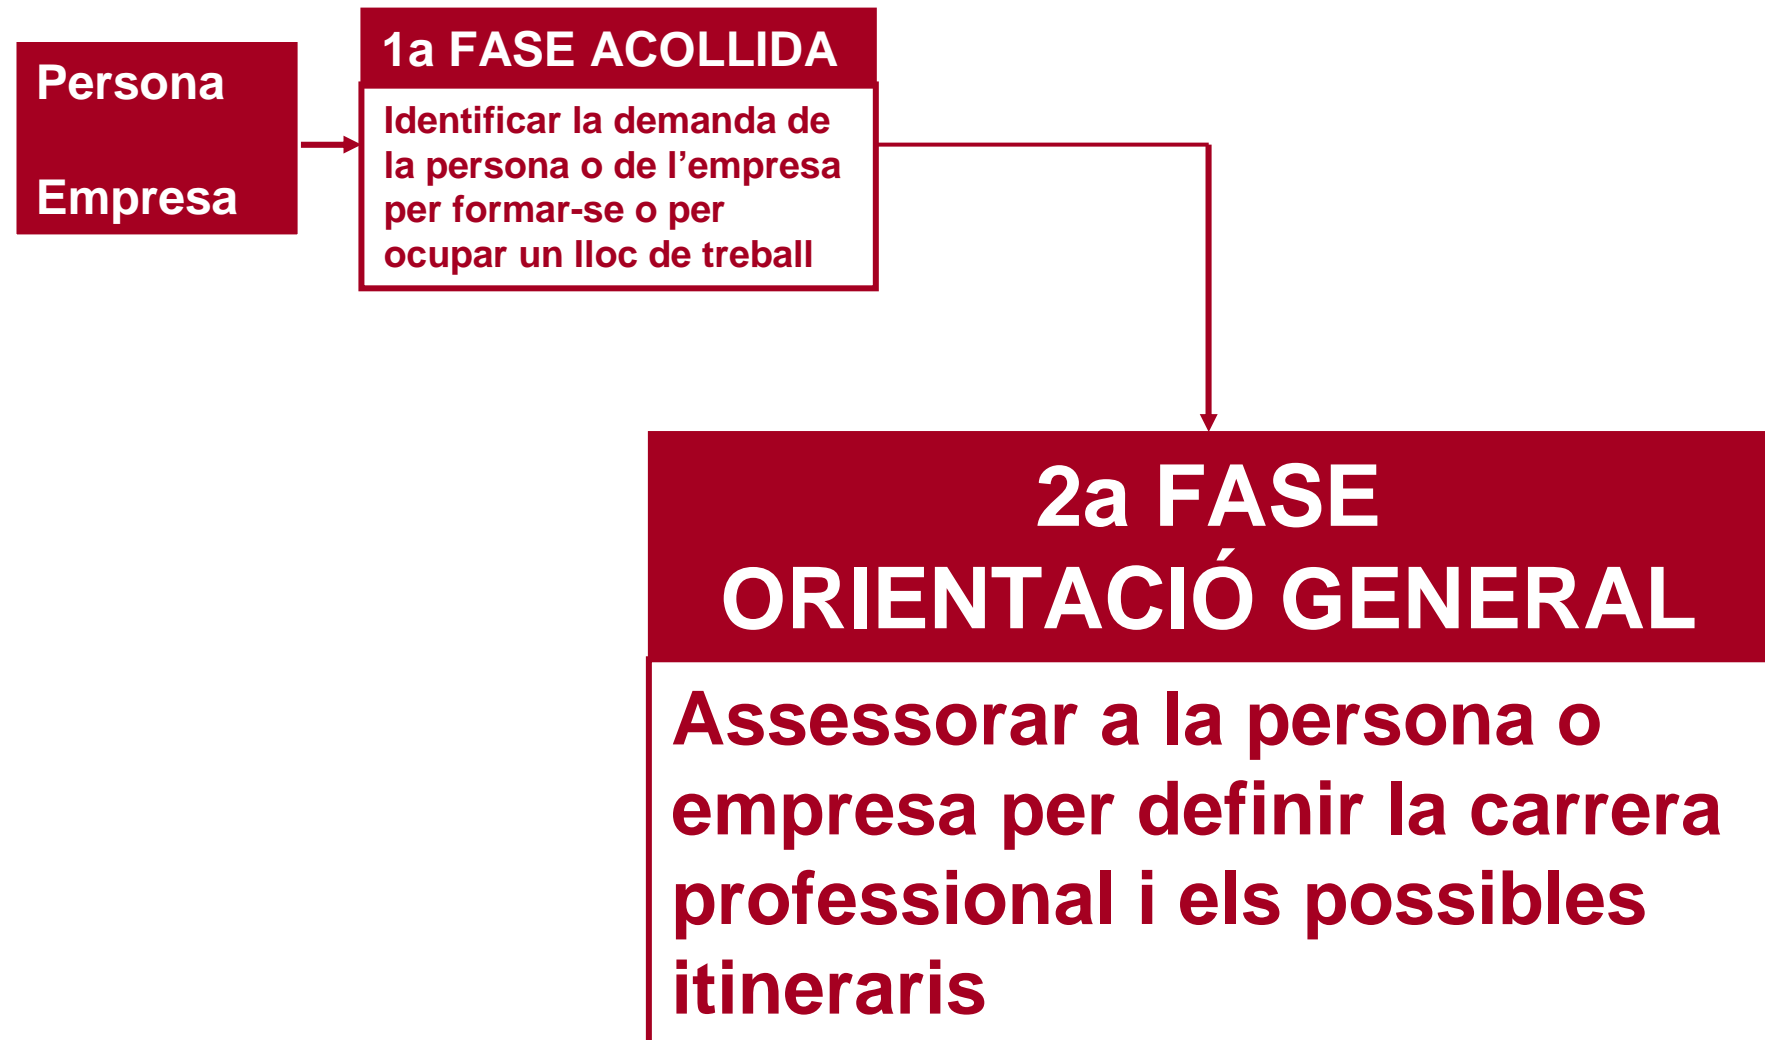 Persona
Empresa
1a FASE ACOLLIDA
Identificar la demanda de
la persona o de l’empresa
per formar-se o per
ocupar un lloc de treball
2a FASE
ORIENTACIÓ GENERAL
Assessorar a la persona o
empresa per definir la carrera
professional i els possibles
itineraris